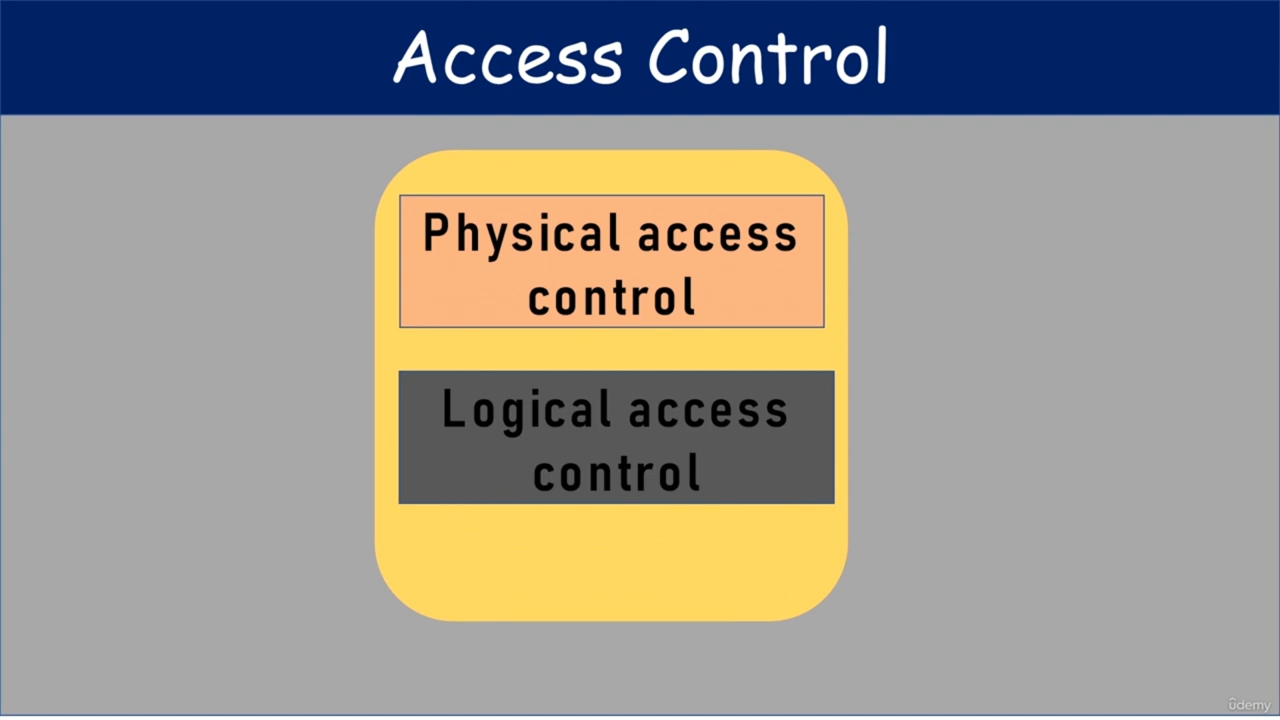 Access Control
Physical access
control
Logical access
control
ûdemy